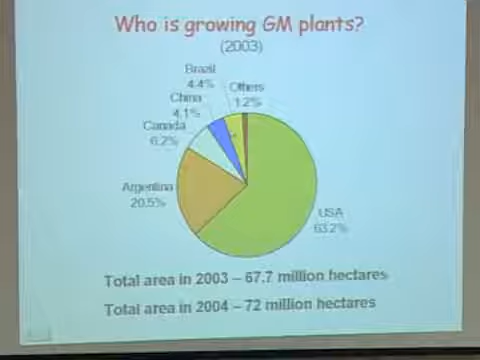 Who is growing GM plants?
(2003)
Brazil
4.4%
Others
1.2%
China
4.1%
Canada
6.2%
Argentina
20.5%
USA
63.2%
Total area in 2003 – 67.7 million hectares
Total area in 2004 – 72 million hectares